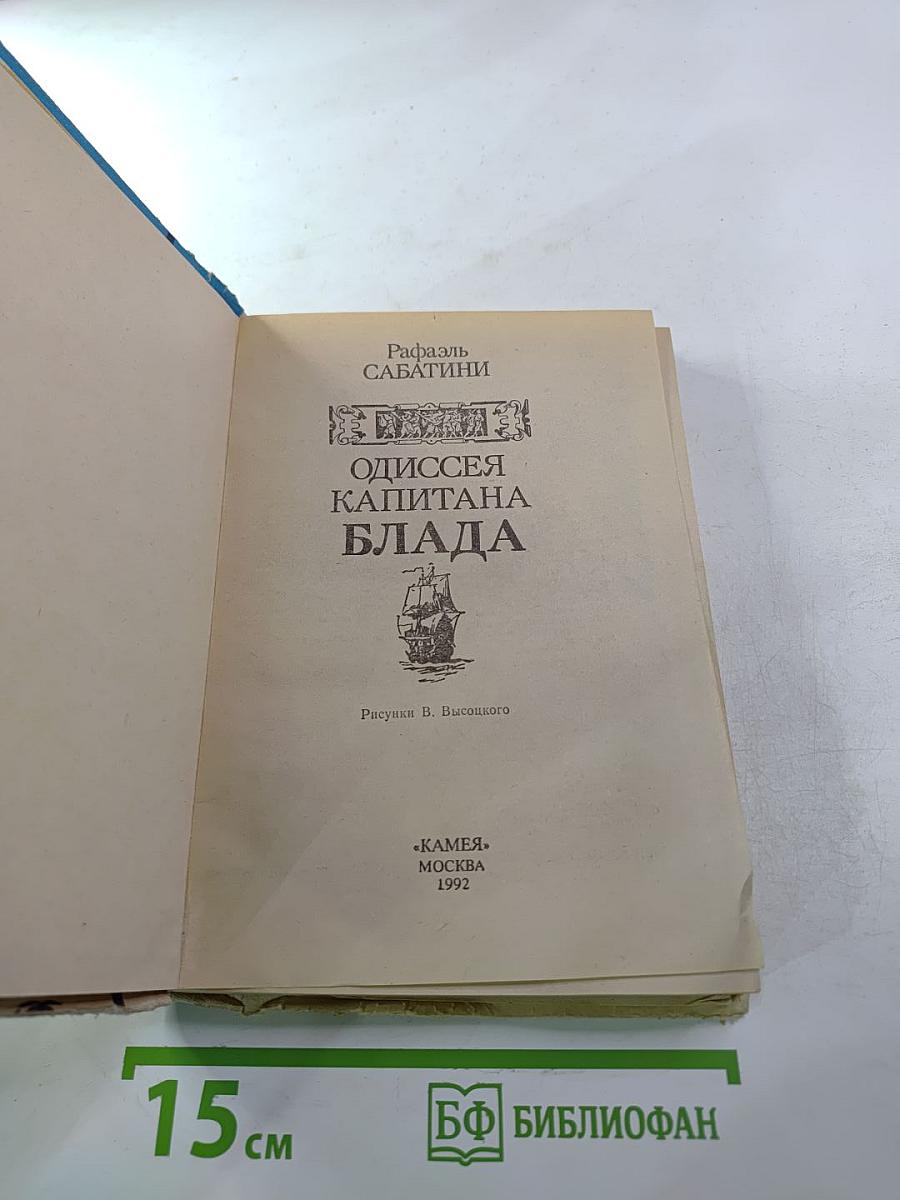 Рафаэль
САБАТИНИ
ОДИССЕЯ
КАПИТАНА
БЛАДА
Рисунки В. Высоцкого
«КАМЕЯ»
МОСКВА
1992
15 см
БФ БИБЛИОФАН